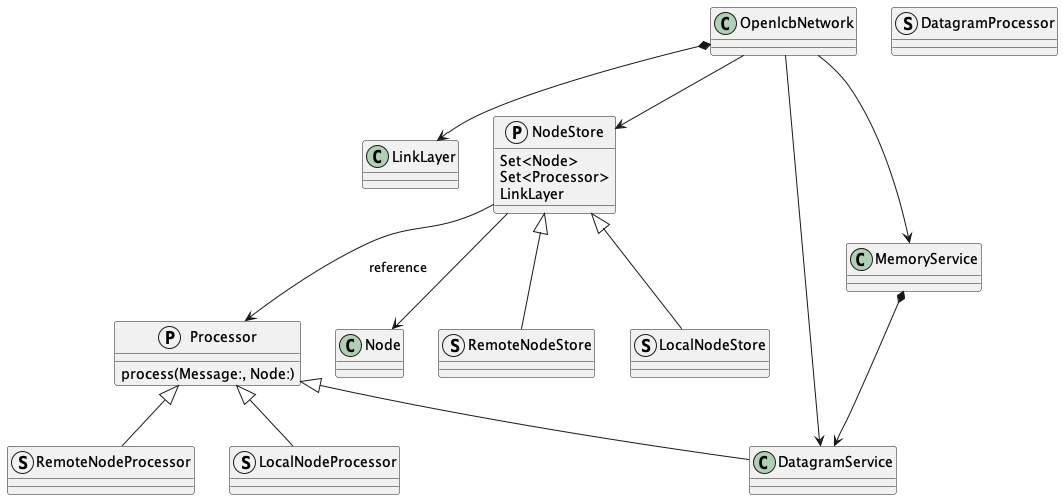 C OpenlcbNetwork
S DatagramProcessor
P NodeStore
Set<Node>
Set<Processor>
LinkLayer
C LinkLayer
C MemoryService
reference
P Processor
process(Message:, Node:)
C Node
S RemoteNodeStore
S LocalNodeStore
S RemoteNodeProcessor
S LocalNodeProcessor
C DatagramService